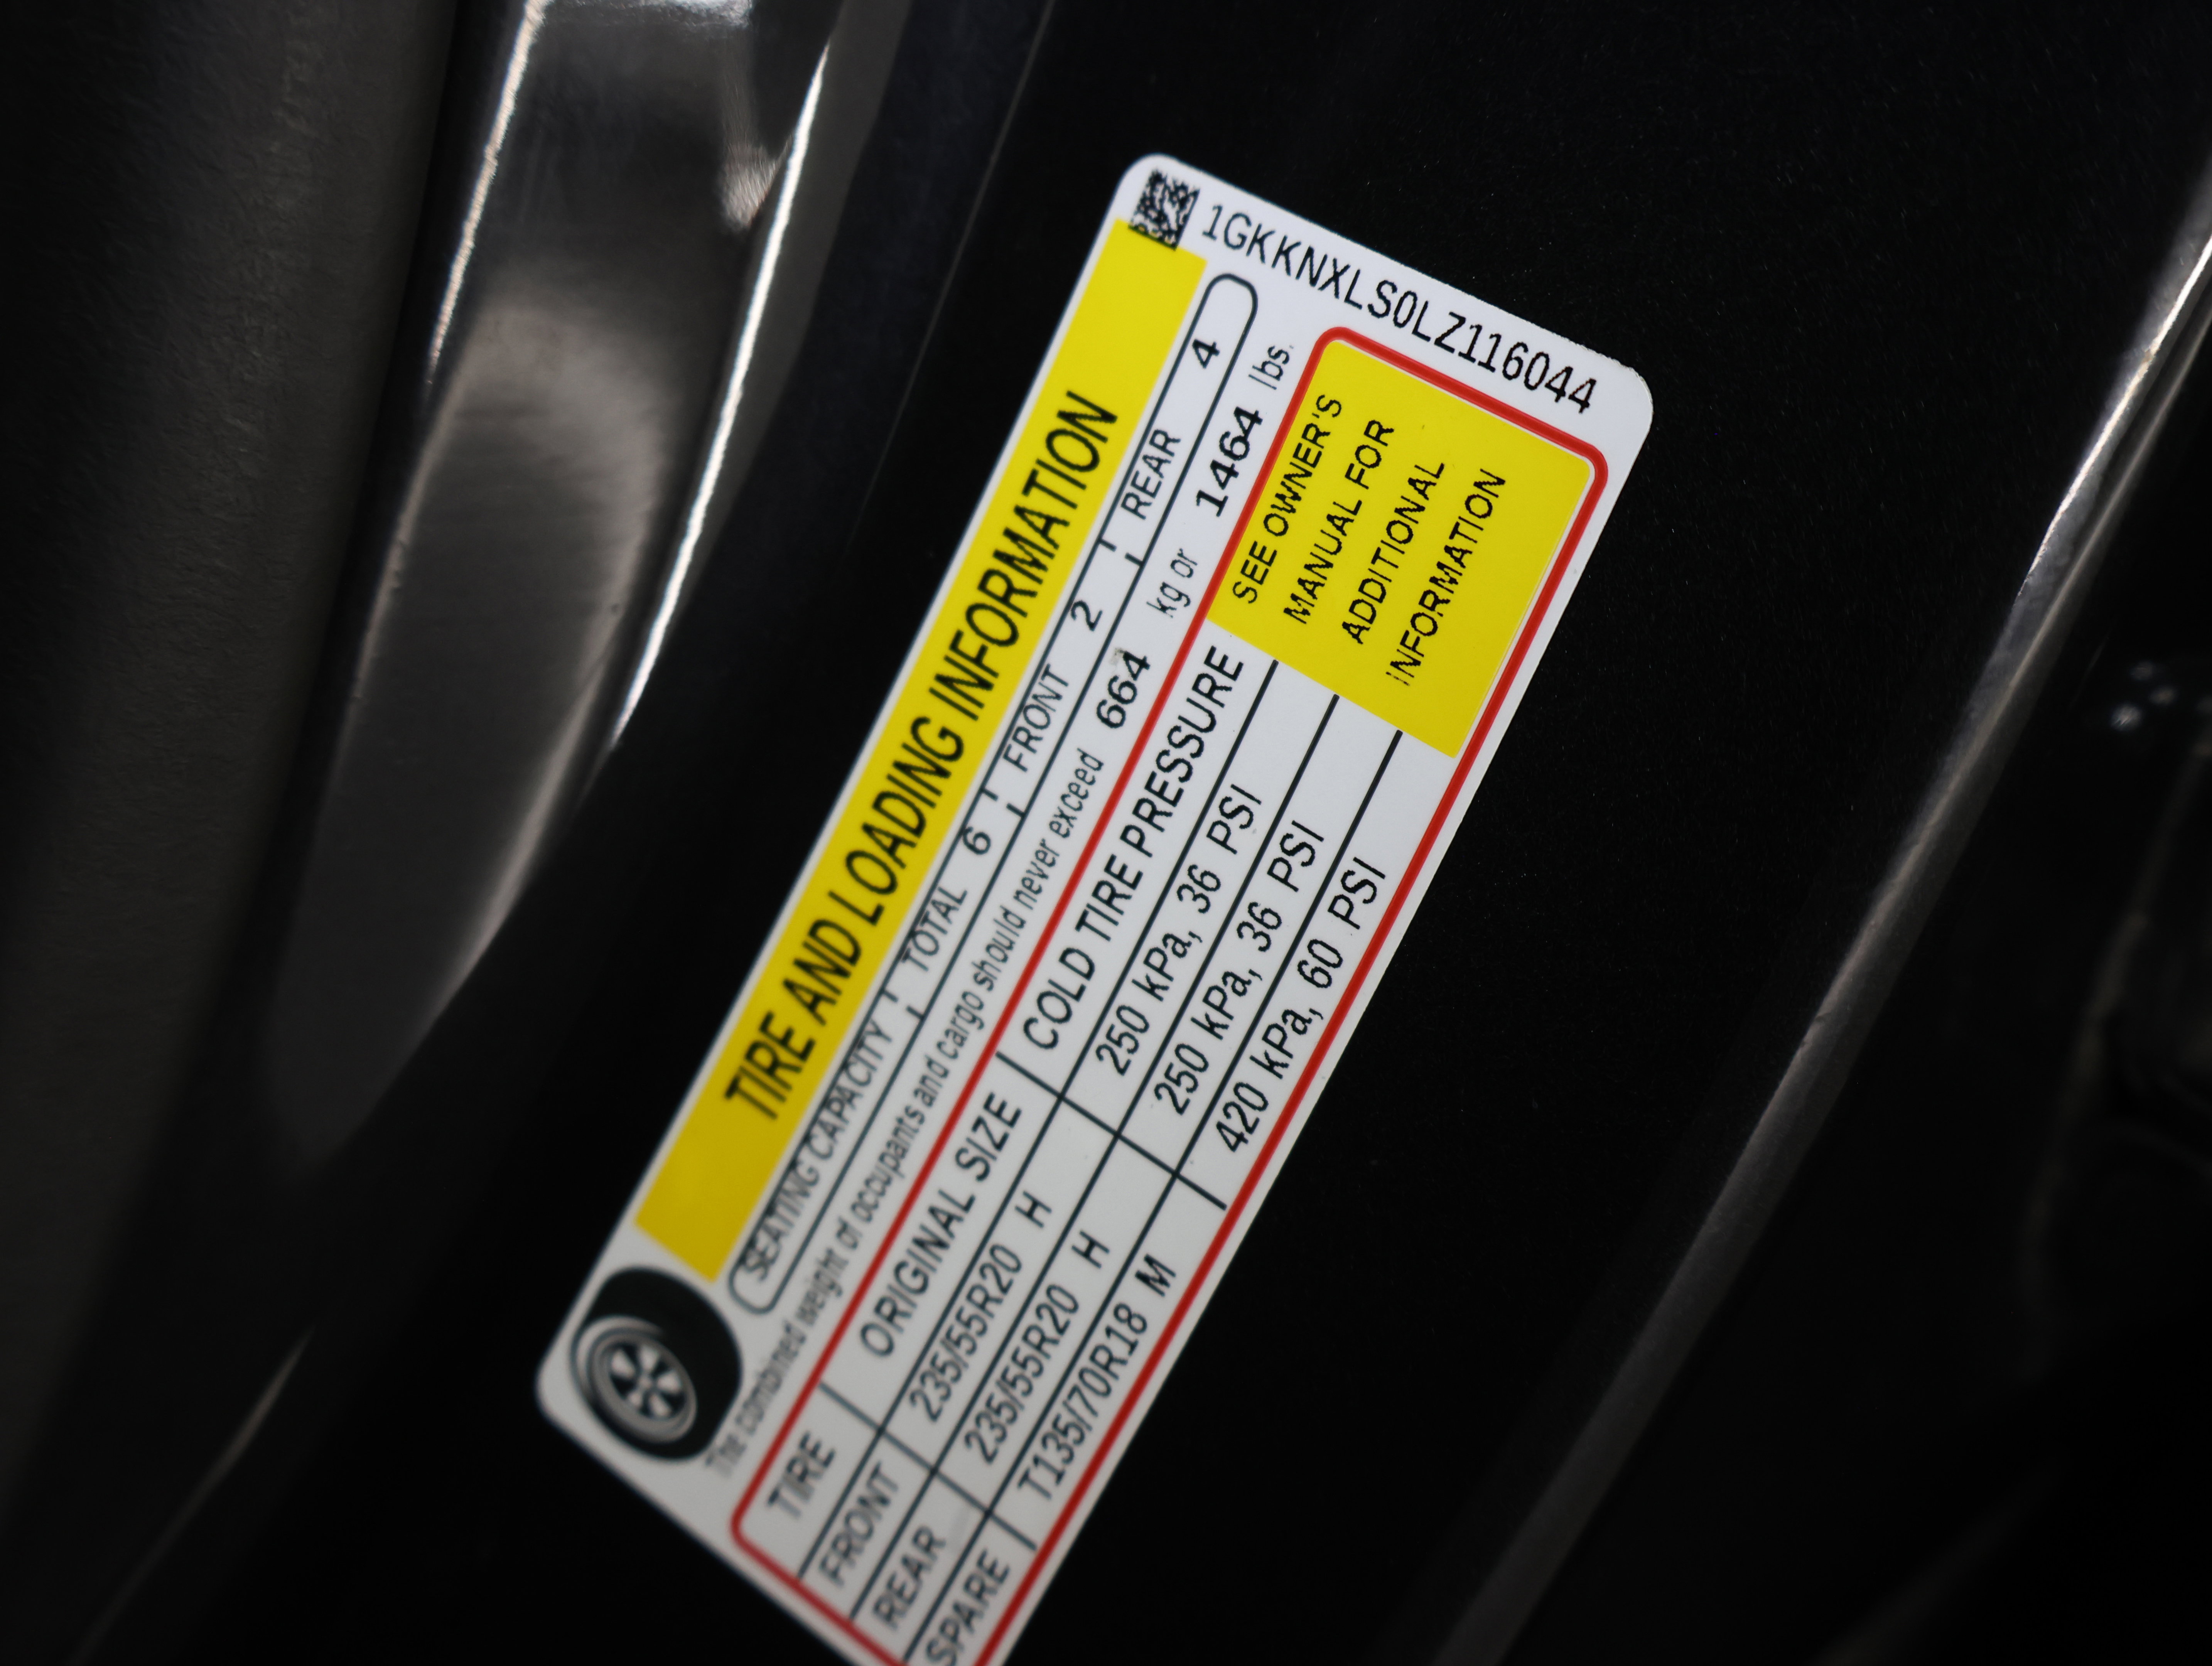 1GKKNXLS0LZ116044
TIRE AND LOADING INFORMATION
SEATING CAPACITY TOTAL 6 FRONT 2 REAR 4
The combined weight of occupants and cargo should never exceed 664 kg or 1464 lbs.
TIRE ORIGINAL SIZE COLD TIRE PRESSURE
FRONT 235/55R20 H 250 kPa, 36 PSI
REAR 235/55R20 H 250 kPa, 36 PSI
SPARE T135/70R18 M 420 kPa, 60 PSI
SEE OWNER'S
MANUAL FOR
ADDITIONAL
INFORMATION